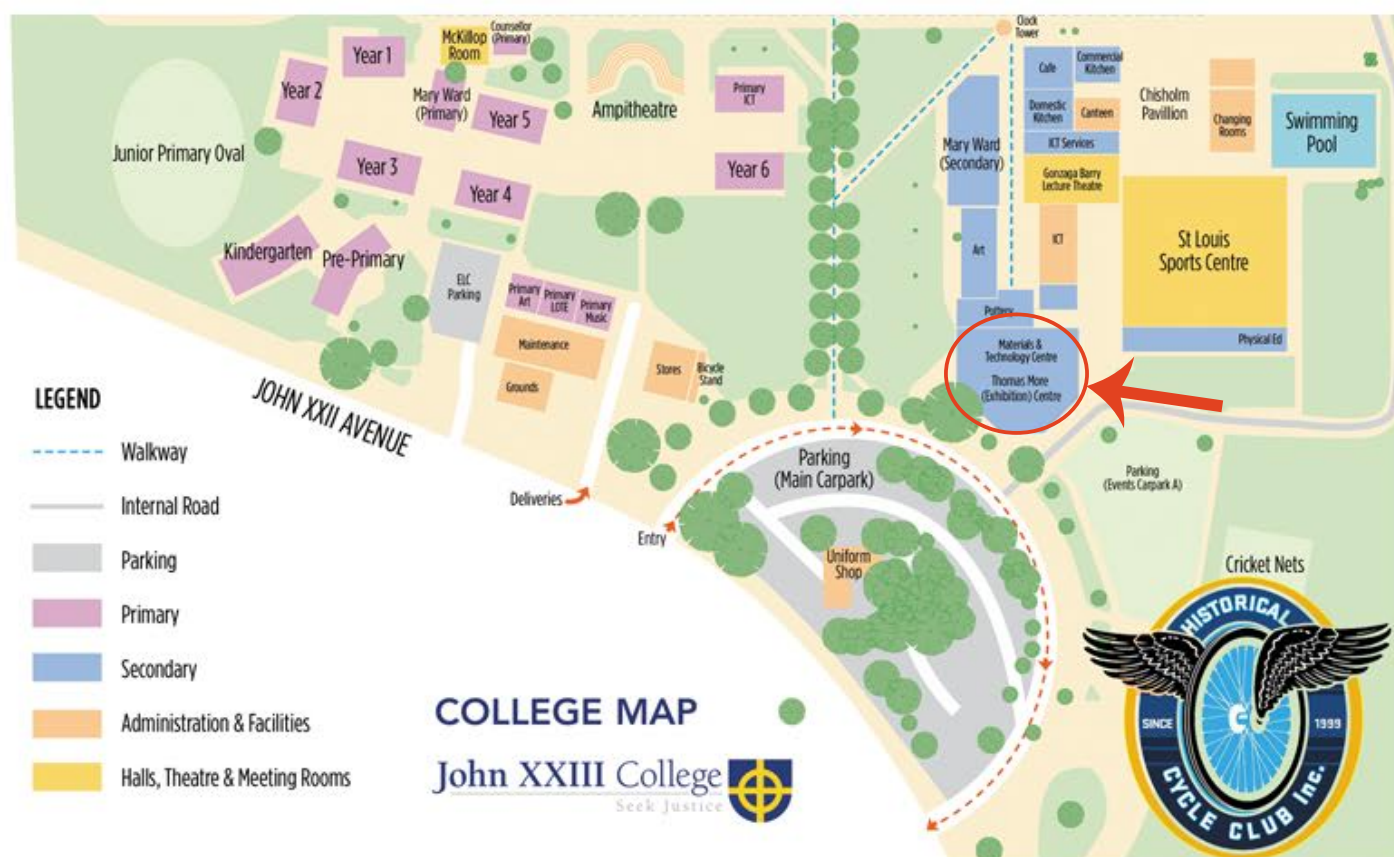 Clock
Tower
McKillop
Room
Counsellor
(Primary)
Year 1
Year 2
Mary Ward
(Primary)
Year 5
Ampitheatre
Primary
ICT
Cafe
Commercial
Kitchen
Domestic
Kitchen
Canteen
Chisholm
Pavillion
Changing
Rooms
Swimming
Pool
Junior Primary Oval
Year 3
Year 4
Year 6
Mary Ward
(Secondary)
ICT Services
Gonzaga Barry
Lecture Theatre
Kindergarten
Pre-Primary
ELC
Parking
Primary
Art
Primary
LOTE
Primary
Music
Art
ICT
St Louis
Sports Centre
Pottery
Physical Ed
Maintenance
Grounds
Stores
Bicycle
Stand
Materials &
Technology Centre
Thomas More
(Exhibition) Centre
JOHN XXII AVENUE
Deliveries
Entry
Parking
(Main Carpark)
Parking
(Events Carpark A)
Uniform
Shop
Cricket Nets
LEGEND
Walkway
Internal Road
Parking
Primary
Secondary
Administration & Facilities
Halls, Theatre & Meeting Rooms
COLLEGE MAP
John XXIII College
Seek Justice
HISTORICAL
SINCE
1999
CYCLE CLUB Inc.